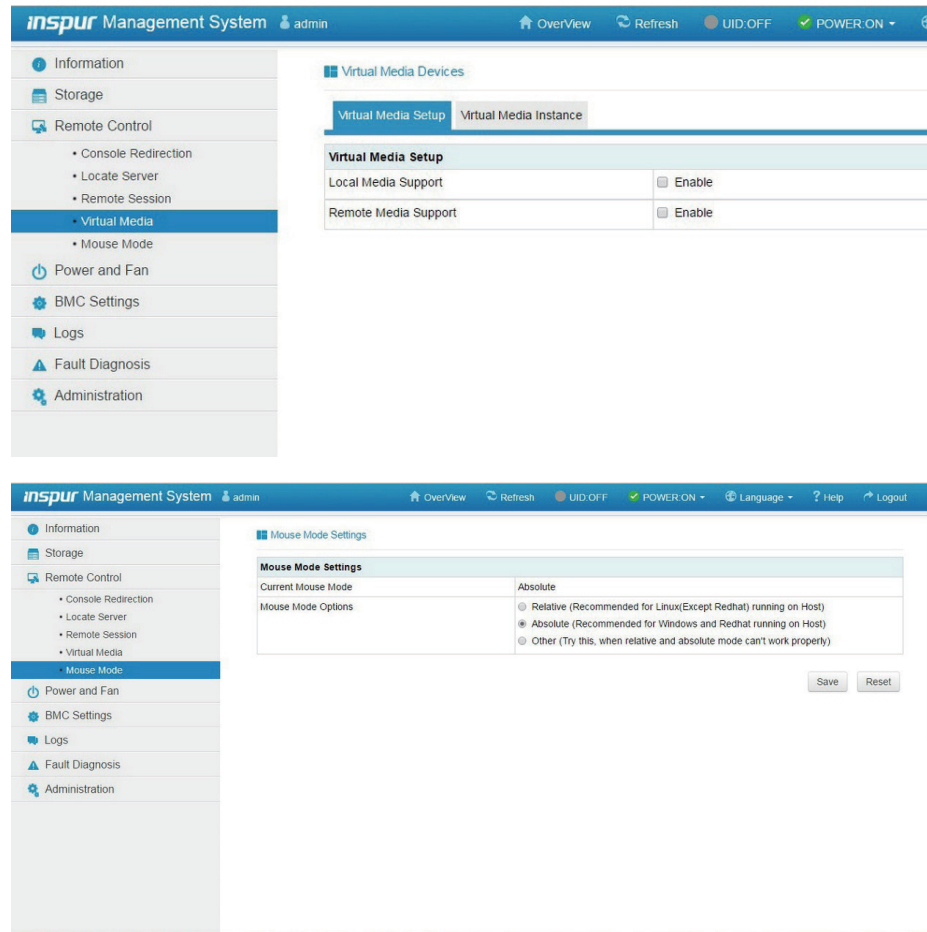 inspur Management System admin OverView Refresh UID:OFF POWER:ON
Information
Storage
Remote Control
• Console Redirection
• Locate Server
• Remote Session
• Virtual Media
• Mouse Mode
Power and Fan
BMC Settings
Logs
Fault Diagnosis
Administration
Virtual Media Devices
Virtual Media Setup Virtual Media Instance
Virtual Media Setup
Local Media Support Enable
Remote Media Support Enable
inspur Management System admin OverView Refresh UID:OFF POWER:ON Language ? Help Logout
Information
Storage
Remote Control
• Console Redirection
• Locate Server
• Remote Session
• Virtual Media
• Mouse Mode
Power and Fan
BMC Settings
Logs
Fault Diagnosis
Administration
Mouse Mode Settings
Mouse Mode Settings
Current Mouse Mode Absolute
Mouse Mode Options Relative (Recommended for Linux(Except Redhat) running on Host)
Absolute (Recommended for Windows and Redhat running on Host)
Other (Try this, when relative and absolute mode can't work properly)
Save Reset